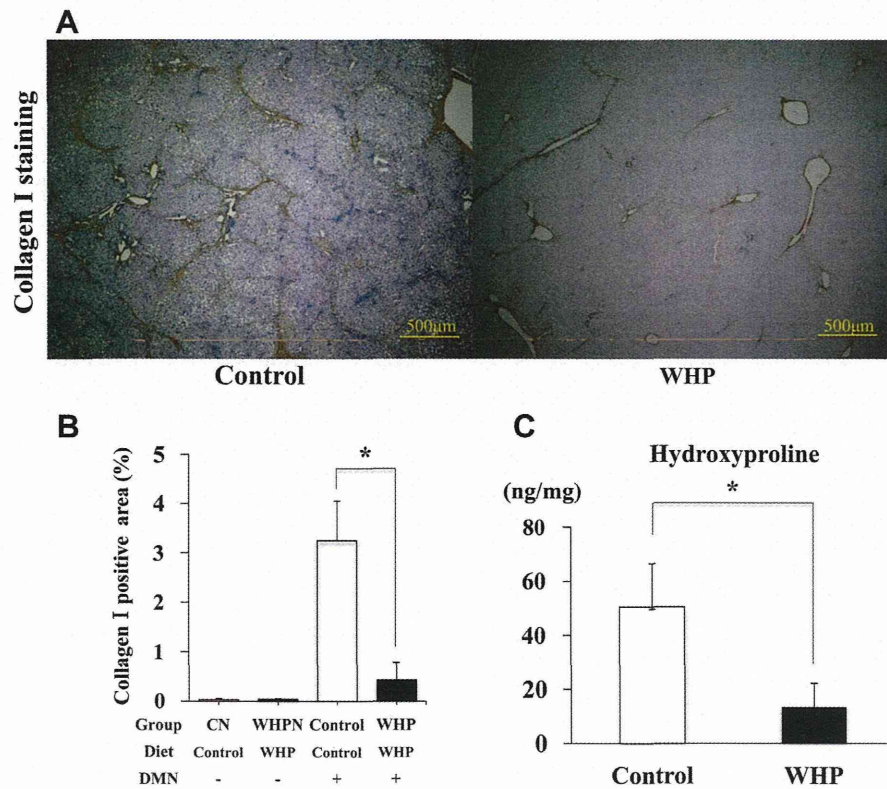 A
Collagen I staining
500μm
500μm
Control
WHP
B
Collagen I positive area (%)
5
4
3
2
1
0
*
Group CN WHPN Control WHP
Diet Control WHP Control WHP
DMN - - + +
C
Hydroxyproline
(ng/mg)
*
80
60
40
20
0
Control WHP